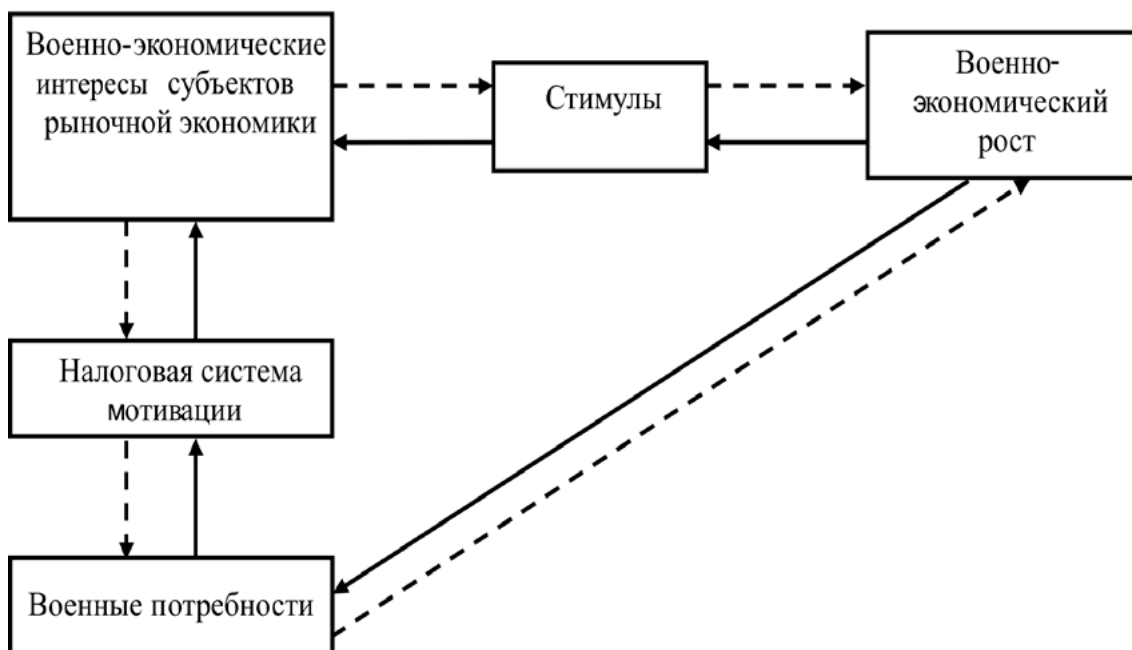 Военно-экономические
интересы субъектов
рыночной экономики
Стимулы
Военно-
экономический
рост
Налоговая система
мотивации
Военные потребности